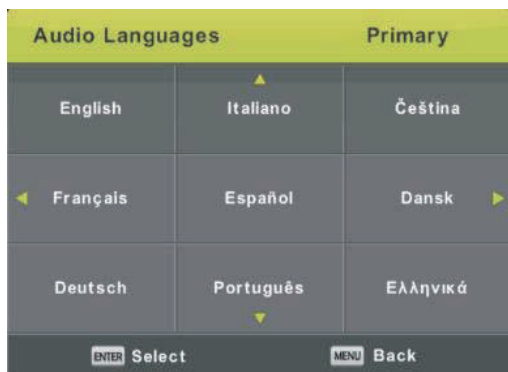 Audio Languages Primary
English Italiano Čeština
Français Español Dansk
Deutsch Português Ελληνικά
ENTER Select MENU Back